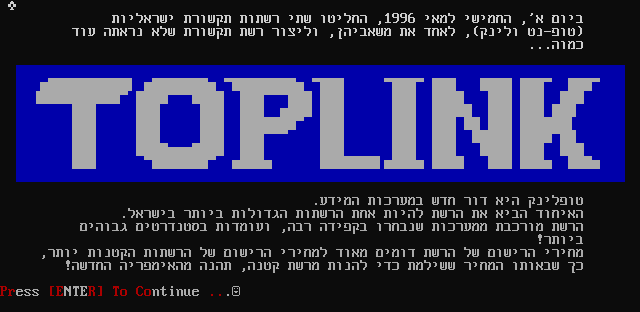 ביום א', החמישי למאי 1996, החליטו שתי רשתות תקשורת ישראליות
(טופ-נט ולינק), לאחד את משאביהן, וליצור רשת תקשורת שלא נראתה עוד
כמוה...
TOPLINK
טופלינק היא דור חדש במערכות המידע.
האיחוד הביא את הרשת להיות אחת הרשתות הגדולות ביותר בישראל.
הרשת מורכבת ממערכות שנבחרו בקפידה רבה, ועומדות בסטנדרטים גבוהים
ביותר!
מחירי הרישום של הרשת דומים מאוד למחירי הרישום של הרשתות הקטנות יותר,
כך שבאותו המחיר ששילמת כדי להנות מרשת קטנה, תהנה מהאימפריה החדשה!
Press [ENTER] To Continue ...